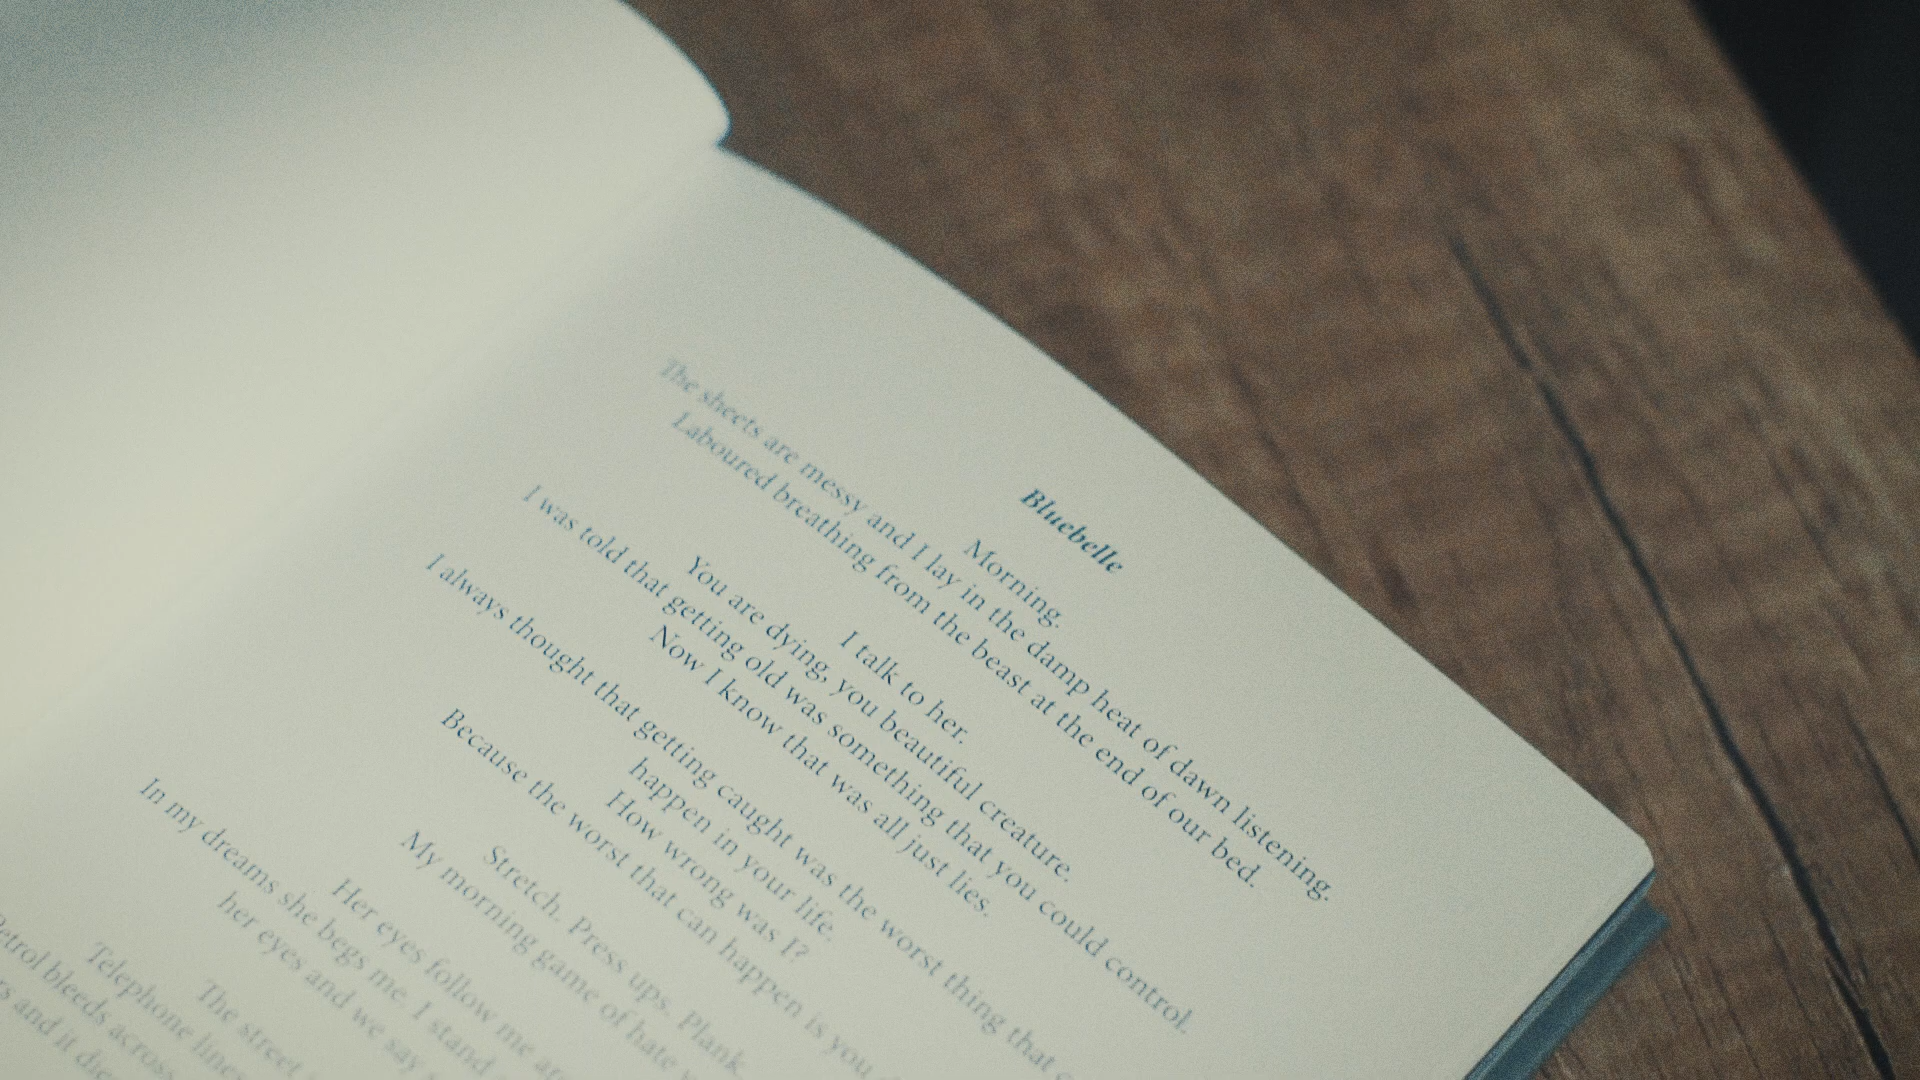 Bluebelle
Morning.
The sheets are messy and I lay in the damp heat of dawn listening.
Laboured breathing from the beast at the end of our bed.
I talk to her.
You are dying, you beautiful creature.
I was told that getting old was something that you could control.
Now I know that was all just lies.
I always thought that getting caught was the worst thing that
happen in your life.
How wrong was I?
Because the worst that can happen is you
Stretch. Press ups. Plank.
My morning game of hate
In my dreams she begs me. I stand
Her eyes follow me
her eyes and we say
The street
Telephone lines
Petrol bleeds across
and it